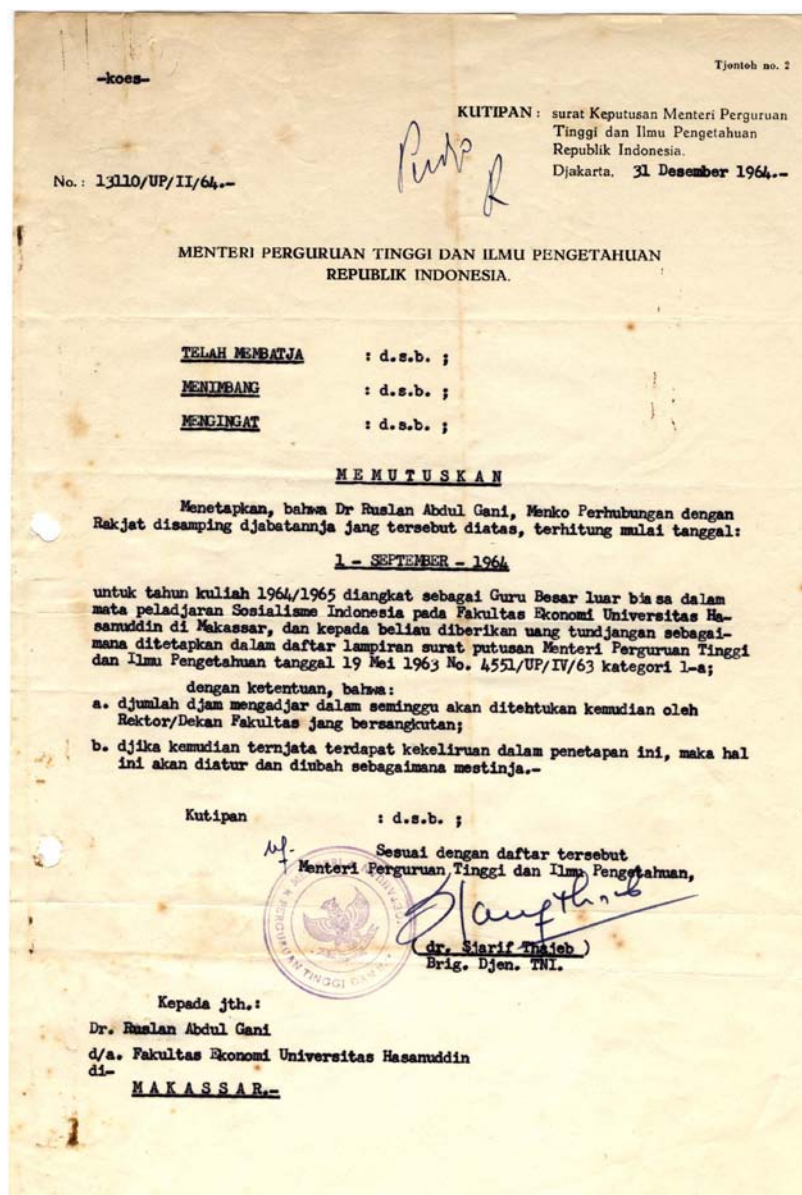 Tjontoh no. 2
-koes-
KUTIPAN : surat Keputusan Menteri Perguruan
Tinggi dan Ilmu Pengetahuan
Republik Indonesia.
No. : 13110/UP/II/64.-
Djakarta, 31 Desember 1964.-
MENTERI PERGURUAN TINGGI DAN ILMU PENGETAHUAN
REPUBLIK INDONESIA.
TELAH MEMBATJA : d.s.b. ;
MENIMBANG : d.s.b. ;
MENGINGAT : d.s.b. ;
M E M U T U S K A N
Menetapkan, bahwa Dr Ruslan Abdul Gani, Menko Perhubungan dengan
Rakjat disamping djabatannja jang tersebut diatas, terhitung mulai tanggal:
1 - SEPTEMBER - 1964
untuk tahun kuliah 1964/1965 diangkat sebagai Guru Besar luar biasa dalam
mata peladjaran Sosialisme Indonesia pada Fakultas Ekonomi Universitas Ha-
sanuddin di Makassar, dan kepada beliau diberikan uang tundjangan sebagai-
mana ditetapkan dalam daftar lampiran surat putusan Menteri Perguruan Tinggi
dan Ilmu Pengetahuan tanggal 19 Mei 1963 No. 4551/UP/IV/63 kategori 1-a;
dengan ketentuan, bahwa:
a. djumlah djam mengadjar dalam seminggu akan ditehtukan kemudian oleh
Rektor/Dekan Fakultas jang bersangkutan;
b. djika kemudian ternjata terdapat kekeliruan dalam penetapan ini, maka hal
ini akan diatur dan diubah sebagaimana mestinja.-
Kutipan : d.s.b. ;
Sesuai dengan daftar tersebut
Menteri Perguruan Tinggi dan Ilmu Pengetahuan,
(dr. Sjarif Thajeb )
Brig. Djen. TNI.
Kepada jth.:
Dr. Ruslan Abdul Gani
d/a. Fakultas Ekonomi Universitas Hasanuddin
di-
M A K A S S A R.-